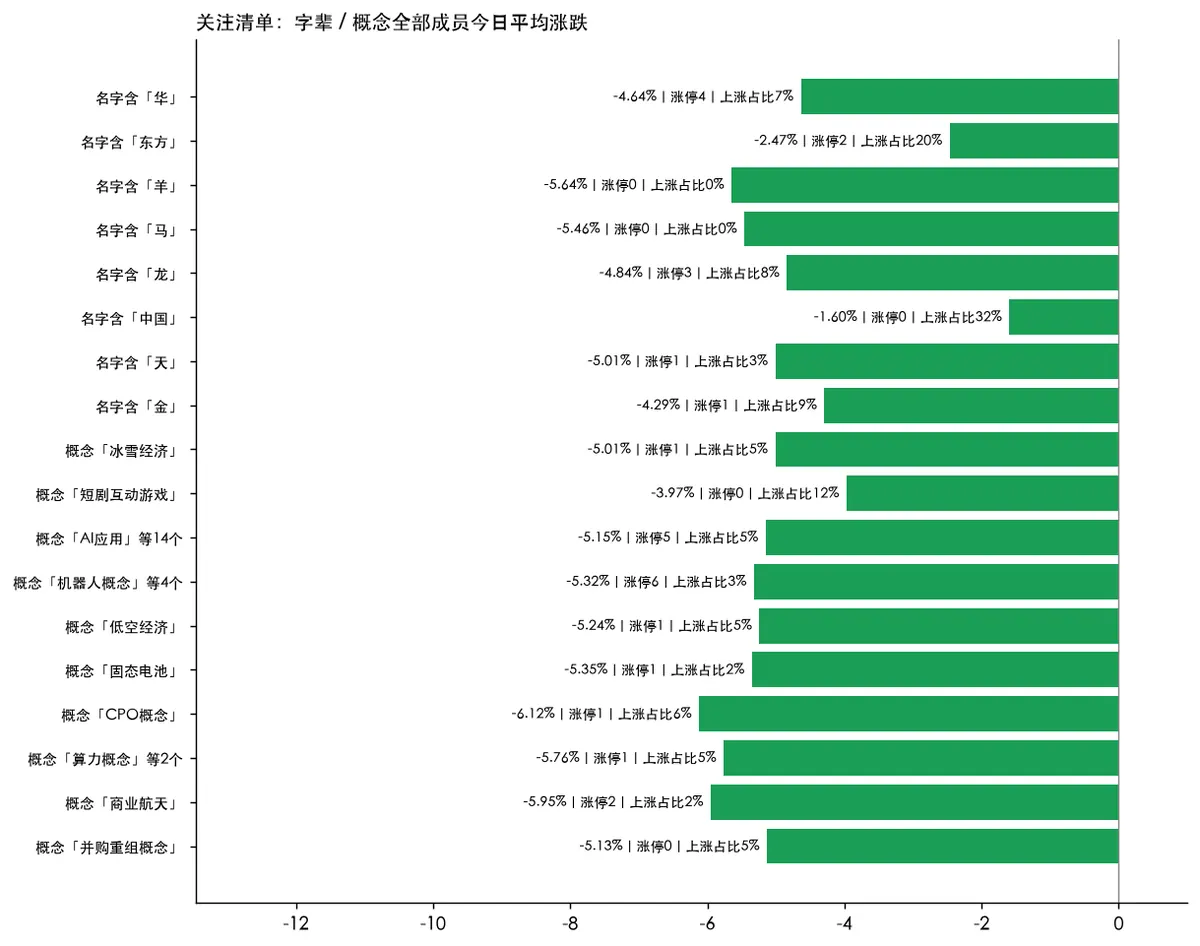 关注清单：字辈 / 概念全部成员今日平均涨跌
名字含「华」 -4.64% | 涨停4 | 上涨占比7%
名字含「东方」 -2.47% | 涨停2 | 上涨占比20%
名字含「羊」 -5.64% | 涨停0 | 上涨占比0%
名字含「马」 -5.46% | 涨停0 | 上涨占比0%
名字含「龙」 -4.84% | 涨停3 | 上涨占比8%
名字含「中国」 -1.60% | 涨停0 | 上涨占比32%
名字含「天」 -5.01% | 涨停1 | 上涨占比3%
名字含「金」 -4.29% | 涨停1 | 上涨占比9%
概念「冰雪经济」 -5.01% | 涨停1 | 上涨占比5%
概念「短剧互动游戏」 -3.97% | 涨停0 | 上涨占比12%
概念「AI应用」等14个 -5.15% | 涨停5 | 上涨占比5%
概念「机器人概念」等4个 -5.32% | 涨停6 | 上涨占比3%
概念「低空经济」 -5.24% | 涨停1 | 上涨占比5%
概念「固态电池」 -5.35% | 涨停1 | 上涨占比2%
概念「CPO概念」 -6.12% | 涨停1 | 上涨占比6%
概念「算力概念」等2个 -5.76% | 涨停1 | 上涨占比5%
概念「商业航天」 -5.95% | 涨停2 | 上涨占比2%
概念「并购重组概念」 -5.13% | 涨停0 | 上涨占比5%
-12 -10 -8 -6 -4 -2 0